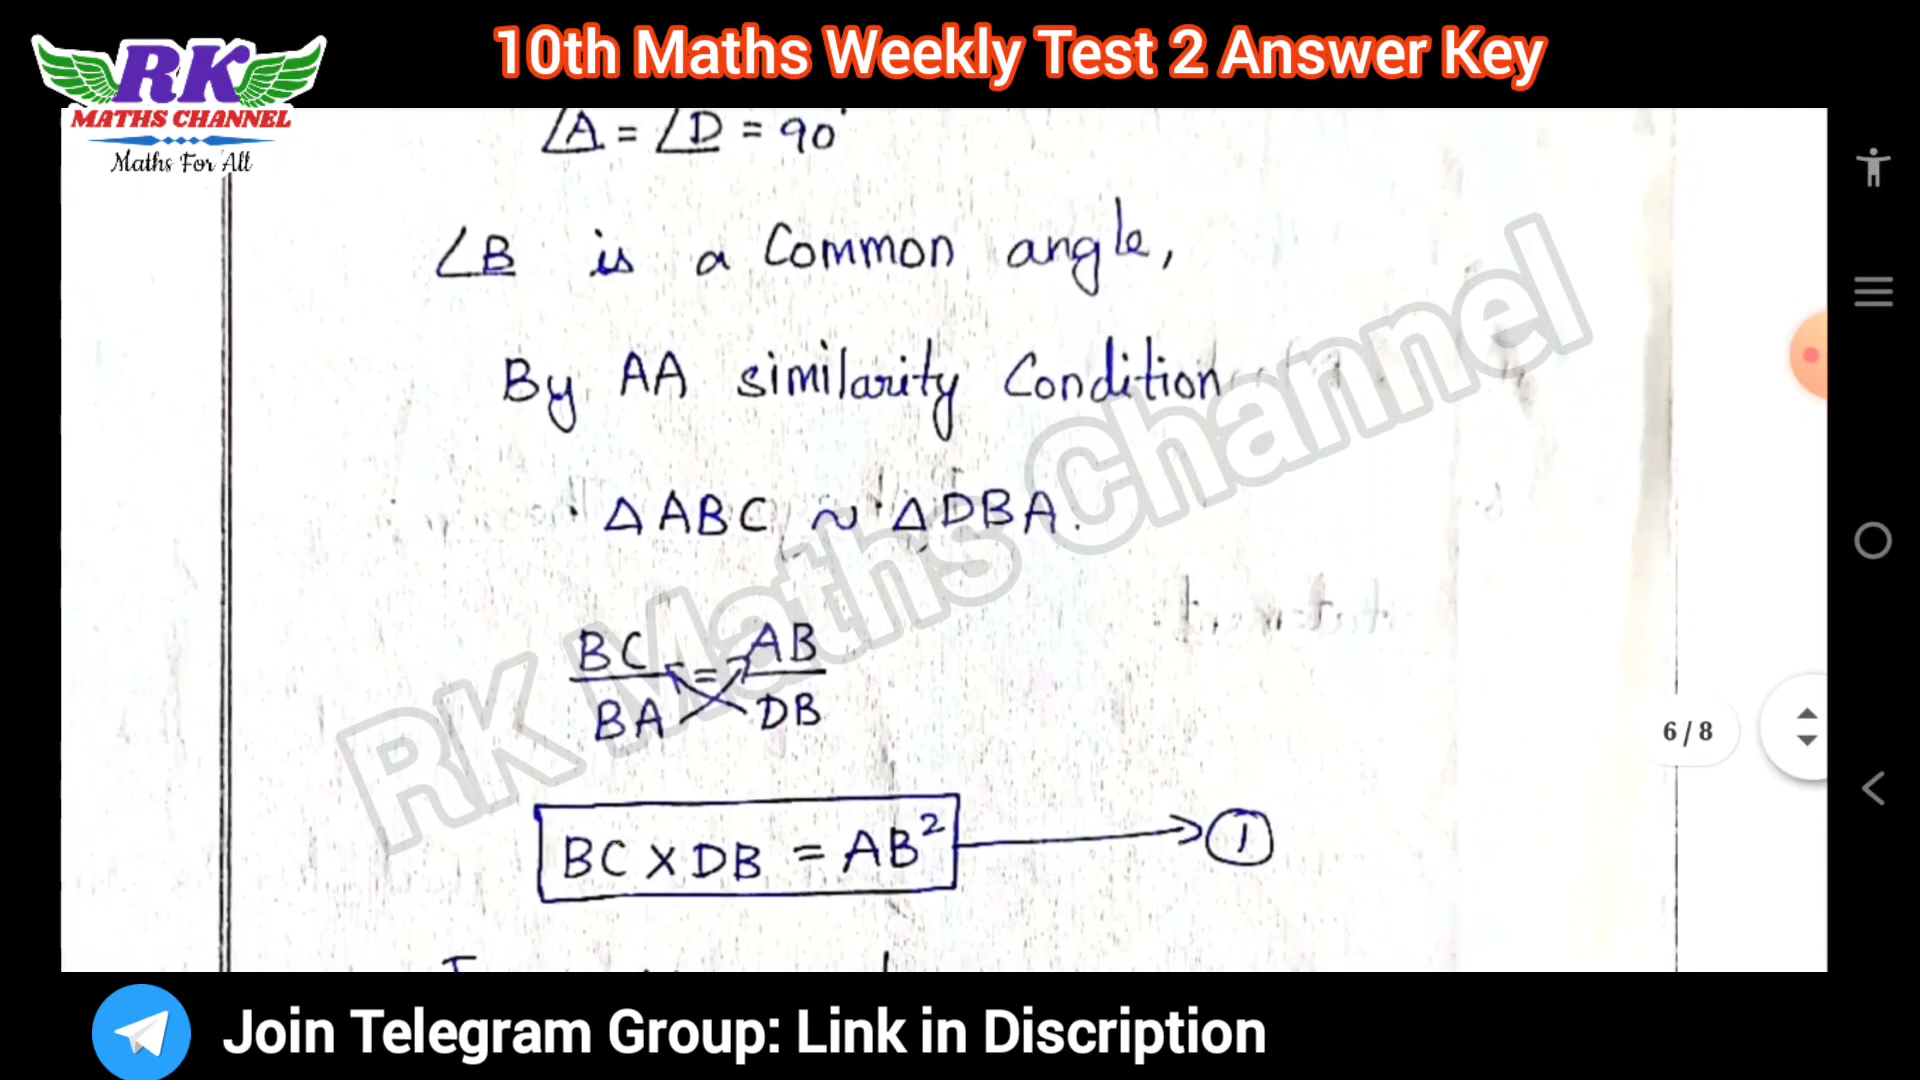 10th Maths Weekly Test 2 Answer Key
RK
MATHS CHANNEL
Maths For All
∠A = ∠D = 90°
∠B is a Common angle,
By AA similarity Condition
Δ ABC ~ Δ DBA.
BC/BA = AB/DB
BC X DB = AB² → ①
RK Maths Channel
6 / 8
Join Telegram Group: Link in Discription